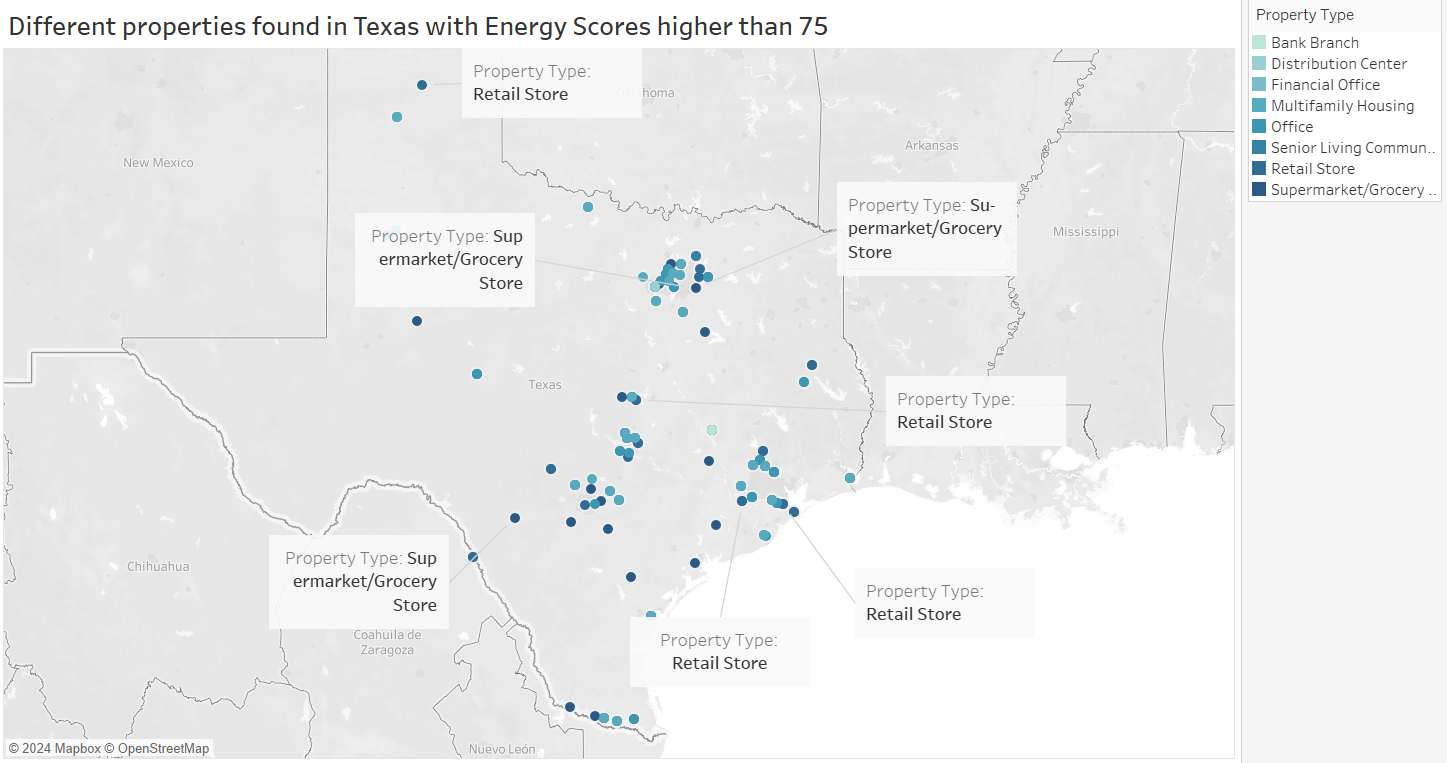 Different properties found in Texas with Energy Scores higher than 75
Property Type
Bank Branch
Distribution Center
Financial Office
Multifamily Housing
Office
Senior Living Commun..
Retail Store
Supermarket/Grocery ..
Property Type:
Retail Store
New Mexico
Arkansas
Mississippi
Property Type: Su-
permarket/Grocery
Store
Property Type: Sup
ermarket/Grocery
Store
Texas
Property Type:
Retail Store
Property Type: Sup
ermarket/Grocery
Store
Chihuahua
Coahuila de
Zaragoza
Property Type:
Retail Store
Property Type:
Retail Store
Nuevo León
© 2024 Mapbox © OpenStreetMap